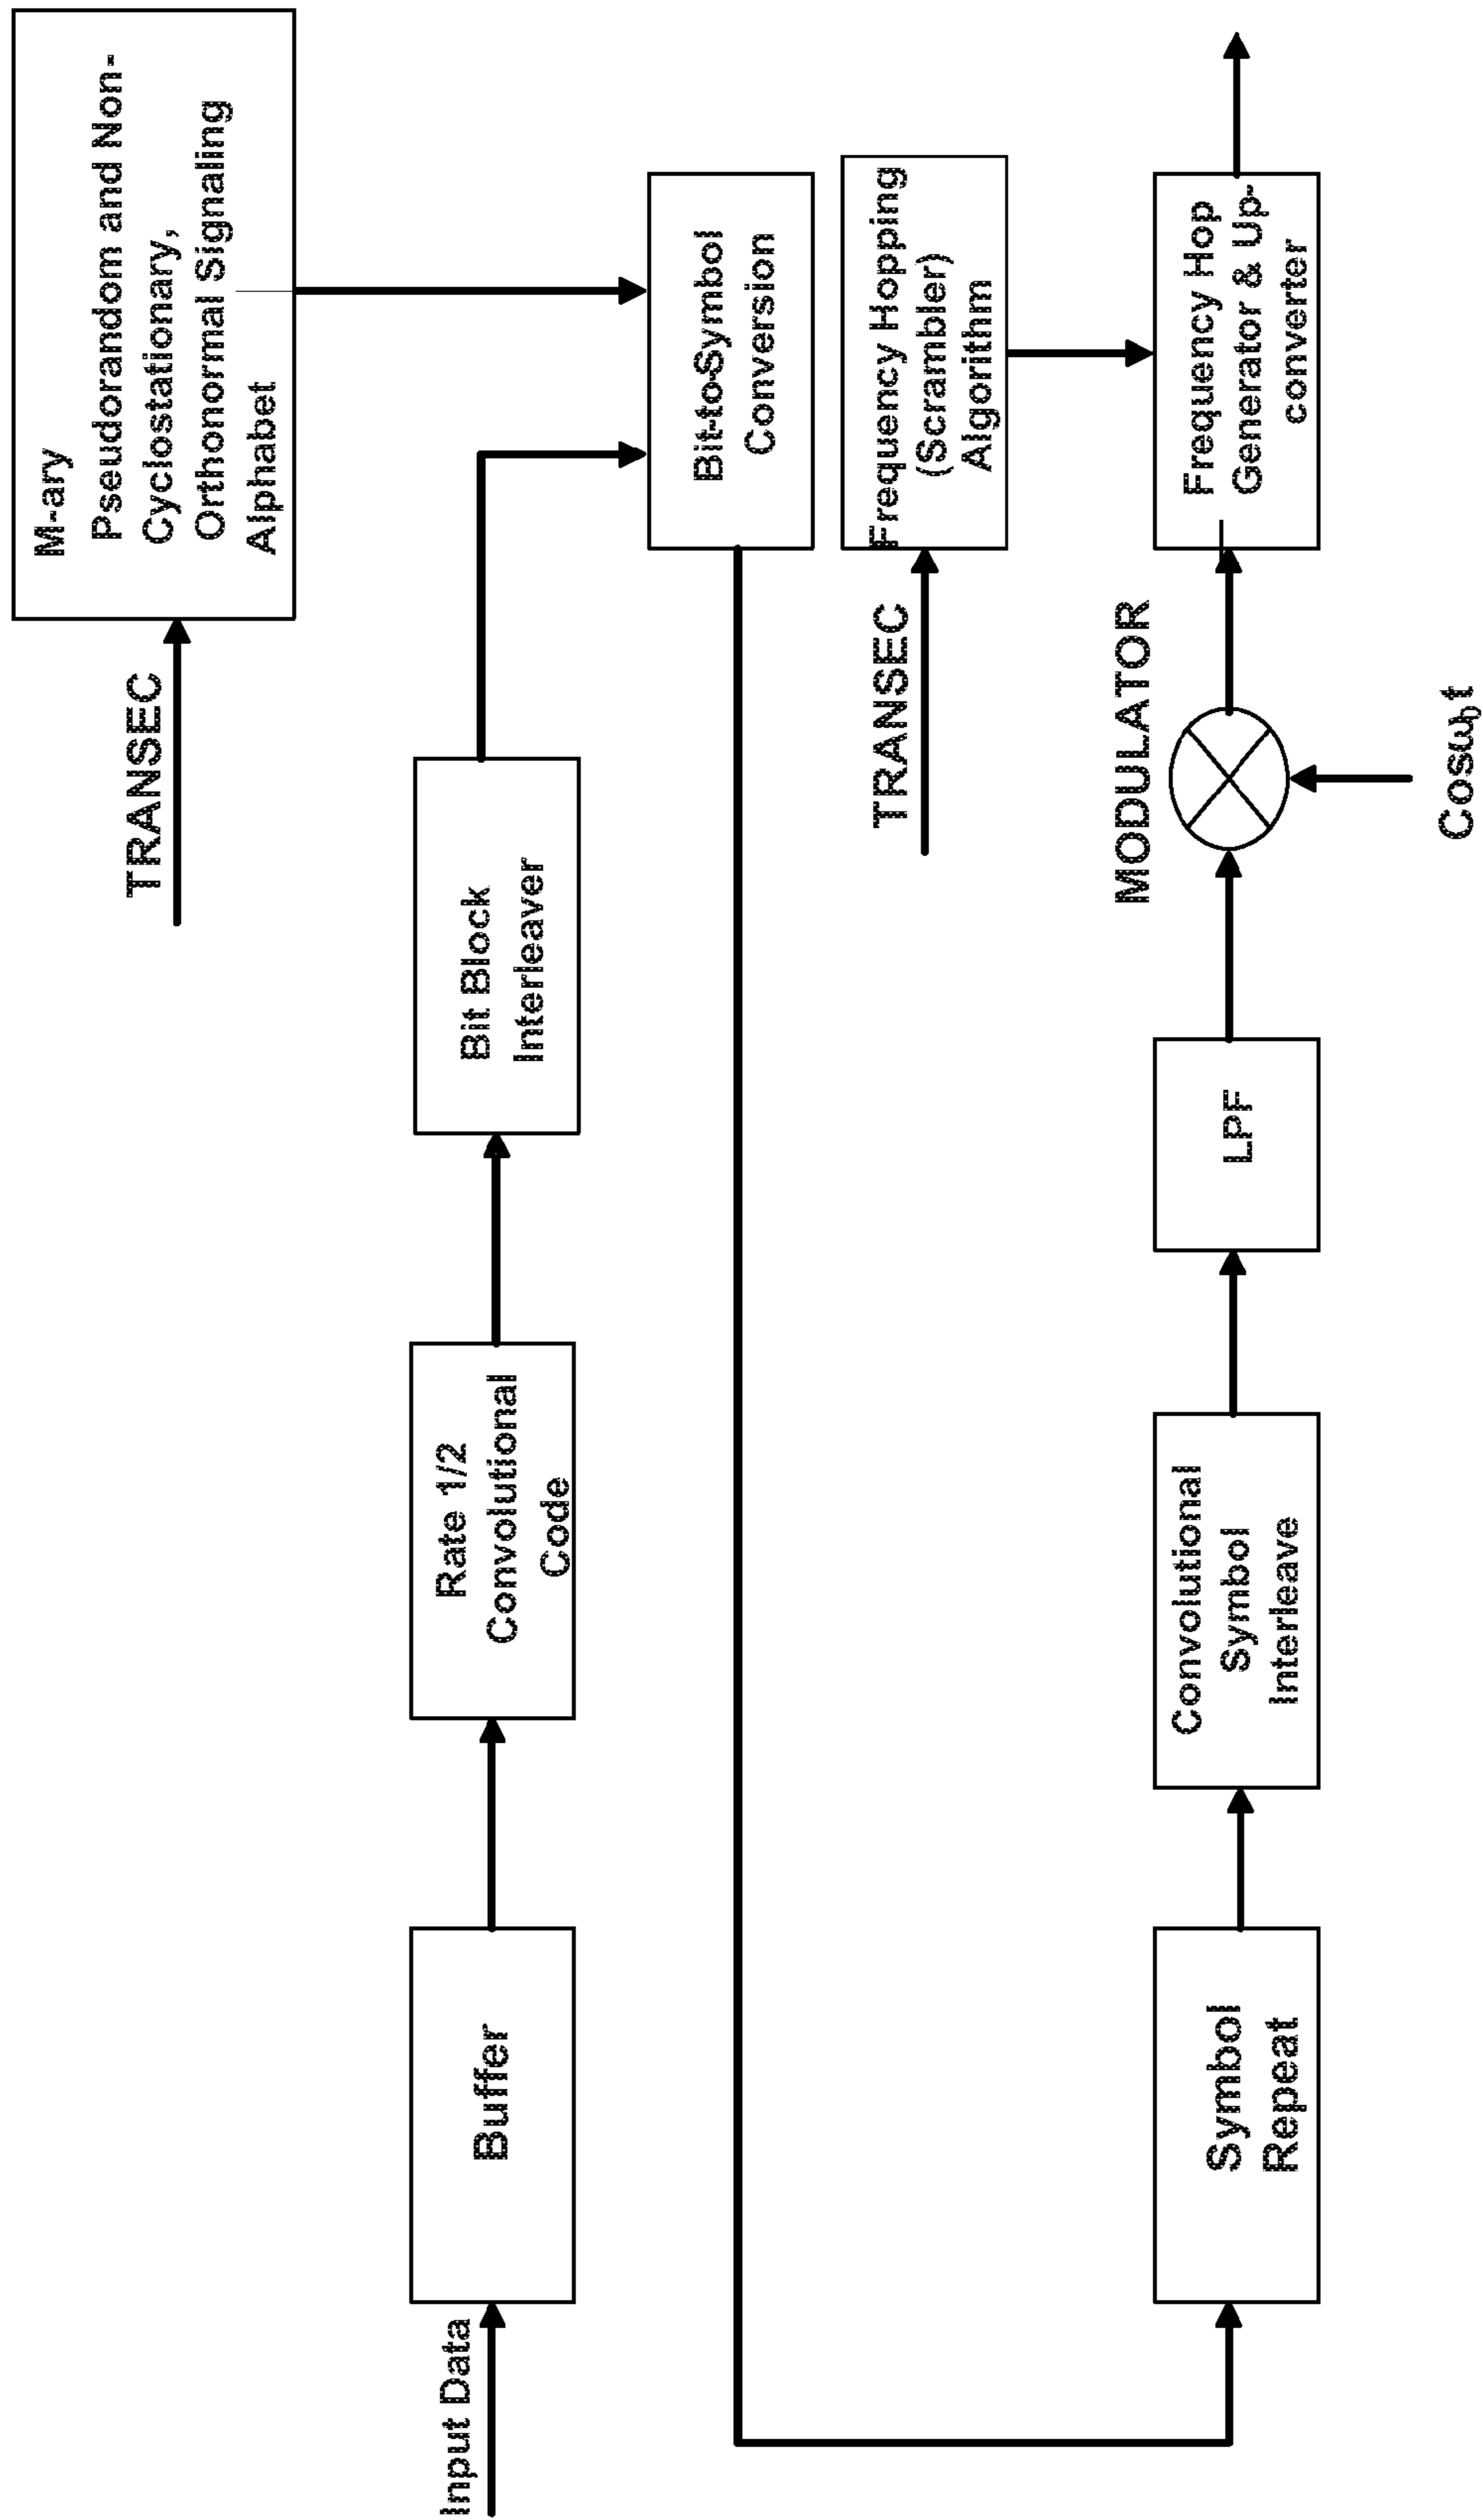 TRANSEC
M-ary
Pseudorandom and Non-
Cyclostationary,
Orthonormal Signaling
Alphabet
Input Data
Buffer
Rate 1/2
Convolutional
Code
Bit Block
Interleaver
Bit-to-Symbol
Conversion
TRANSEC
Frequency Hopping
(Scrambler)
Algorithm
Symbol
Repeat
Convolutional
Symbol
Interleave
LPF
MODULATOR
Frequency Hop
Generator & Up-
converter